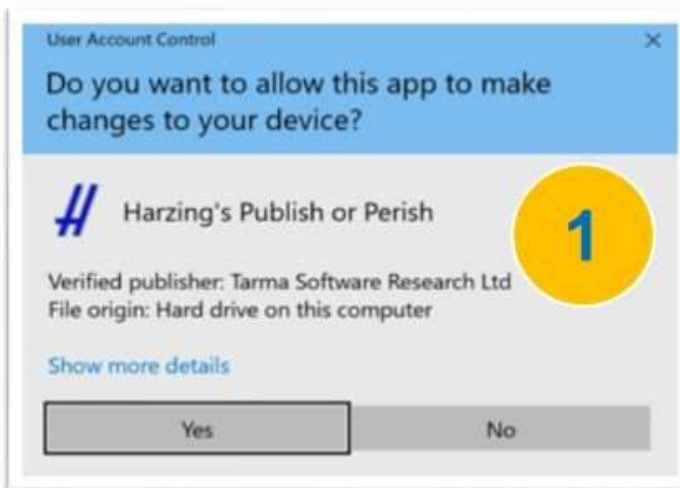 User Account Control
Do you want to allow this app to make
changes to your device?
Harzing's Publish or Perish
1
Verified publisher: Tarma Software Research Ltd
File origin: Hard drive on this computer
Show more details
Yes
No